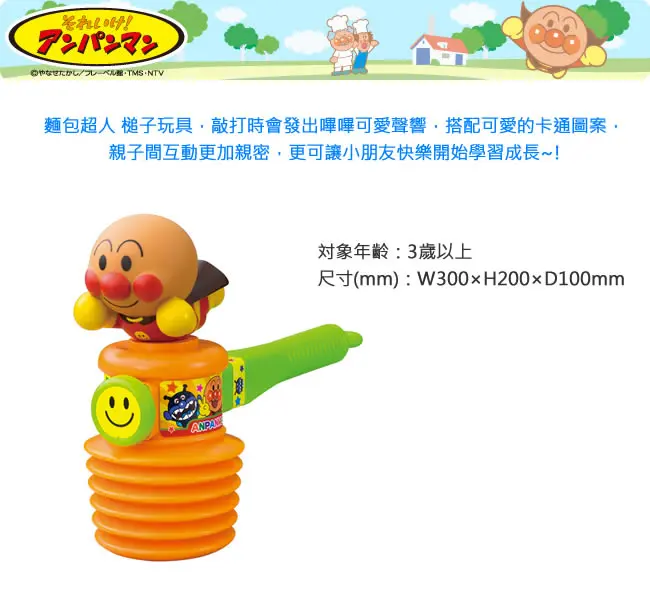 それいけ!
アンパンマン
©やなせたかし/フレーベル館・TMS・NTV
麵包超人 槌子玩具，敲打時會發出嗶嗶可愛聲響，搭配可愛的卡通圖案，
親子間互動更加親密，更可讓小朋友快樂開始學習成長~!
対象年齡：3歲以上
尺寸(mm)：W300×H200×D100mm